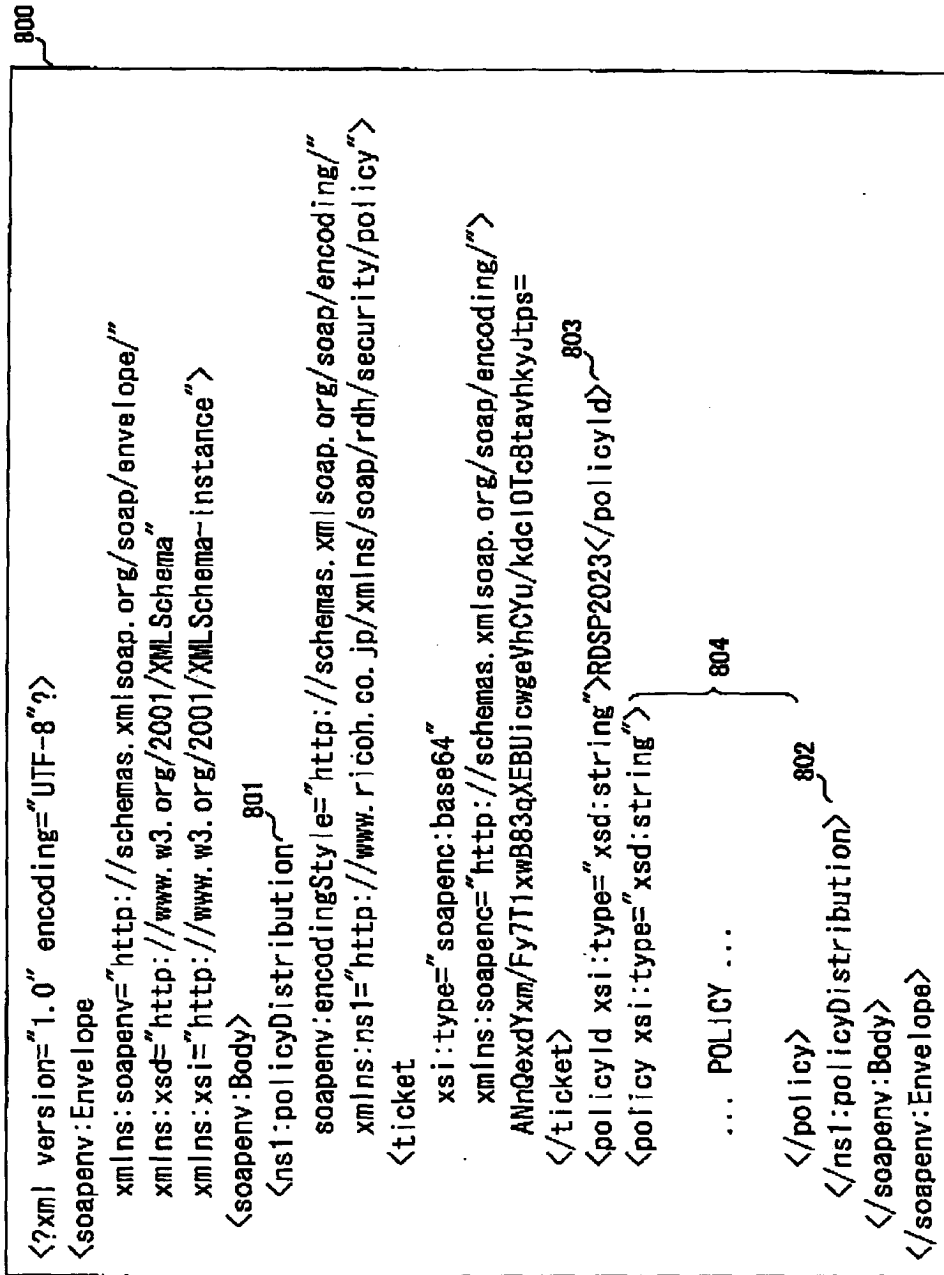 800
<?xml version="1.0" encoding="UTF-8"?>
<soapenv:Envelope
xmlns:soapenv="http://schemas.xmlsoap.org/soap/envelope/"
xmlns:xsd="http://www.w3.org/2001/XMLSchema"
xmlns:xsi="http://www.w3.org/2001/XMLSchema-instance">
<soapenv:Body>
<ns1:policyDistribution 801
soapenv:encodingStyle="http://schemas.xmlsoap.org/soap/encoding/"
xmlns:ns1="http://www.ricoh.co.jp/xmlns/soap/rdh/security/policy">
<ticket
xsi:type="soapenc:base64"
xmlns:soapenc="http://schemas.xmlsoap.org/soap/encoding/">
ANnQexdYxm/Fy7T1xwB83qXEBUicwgeVhCYu/kdcl0Tc8tavhkyJtps=
</ticket>
<policyId xsi:type="xsd:string">RDSP2023</policyId> 803
<policy xsi:type="xsd:string">
... POLICY ... 804
</policy>
</ns1:policyDistribution> 802
</soapenv:Body>
</soapenv:Envelope>